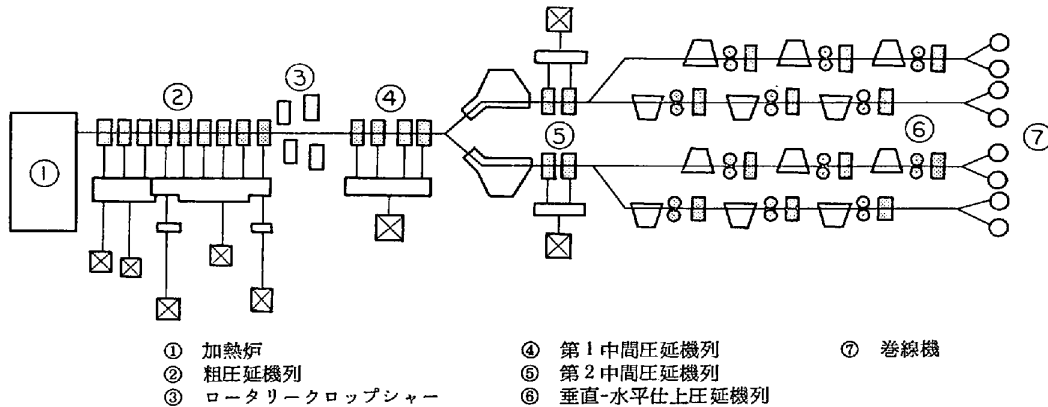 ③
②
④
①
⑤
⑥
⑦
① 加熱炉
② 粗圧延機列
③ ロータリークロップシャー
④ 第1中間圧延機列
⑤ 第2中間圧延機列
⑥ 垂直-水平仕上圧延機列
⑦ 巻線機